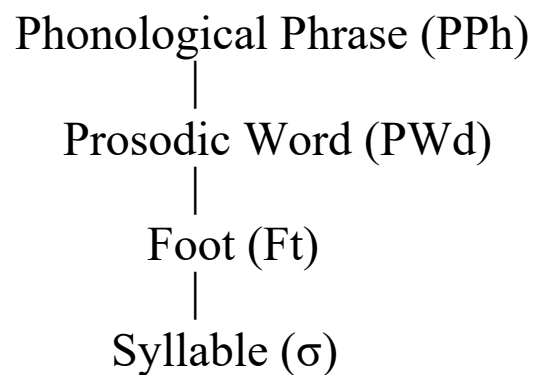 Phonological Phrase (PPh)
Prosodic Word (PWd)
Foot (Ft)
Syllable (σ)